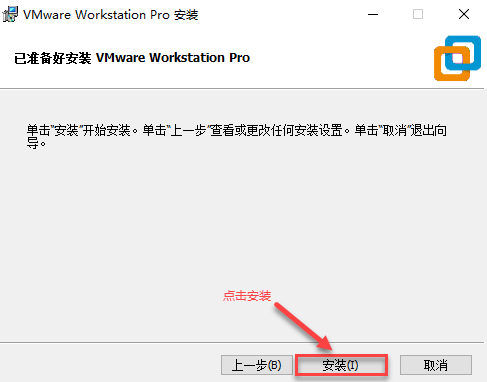 VMware Workstation Pro 安装
已准备好安装 VMware Workstation Pro
单击“安装”开始安装。单击“上一步”查看或更改任何安装设置。单击“取消”退出向
导。
点击安装
上一步(B) 安装(I) 取消